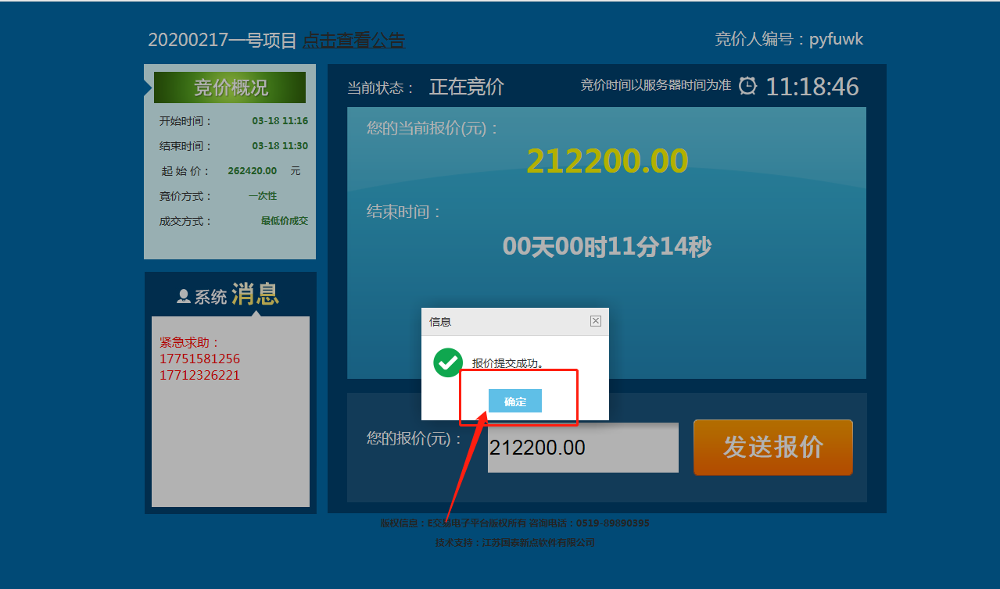 20200217一号项目 点击查看公告
竞价人编号：pyfuwk
竞价概况
开始时间： 03-18 11:16
结束时间： 03-18 11:30
起 始 价： 262420.00 元
竞价方式： 一次性
成交方式： 最低价成交
系统 消息
紧急求助：
17751581256
17712326221
当前状态： 正在竞价
竞价时间以服务器时间为准 11:18:46
您的当前报价(元)：
212200.00
结束时间：
00天00时11分14秒
信息
报价提交成功。
确定
您的报价(元)： 212200.00 发送报价
版权信息：E交易电子平台版权所有 咨询电话：0519-89890395
技术支持：江苏国泰新点软件有限公司